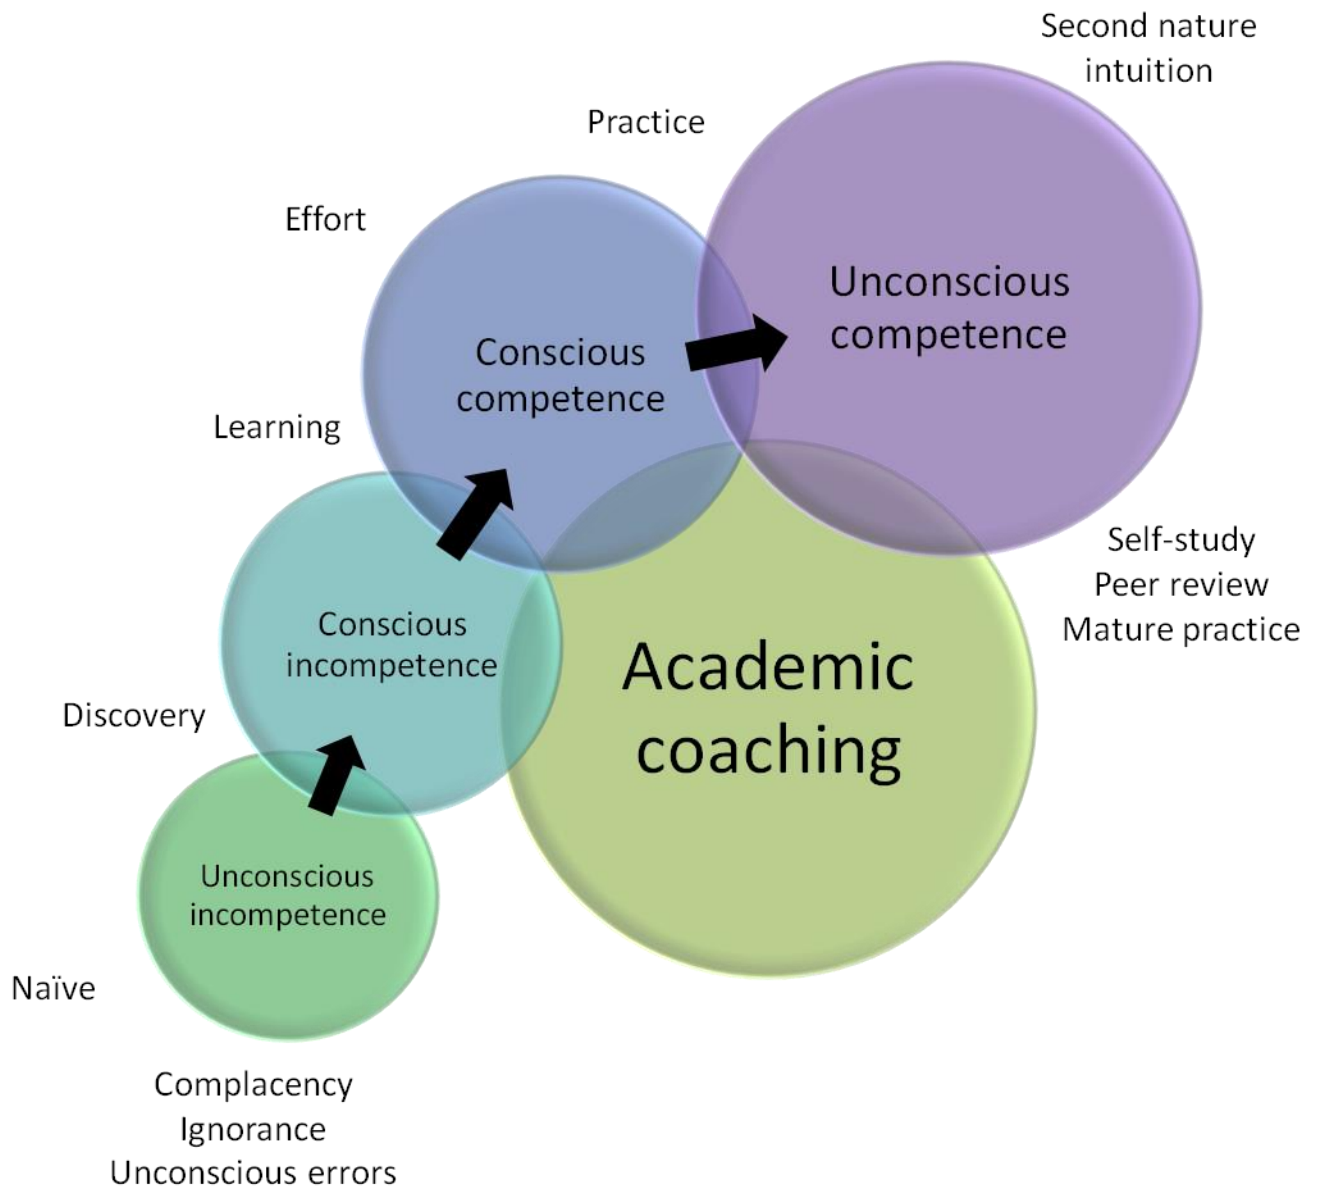 Second nature
intuition
Practice
Effort
Unconscious
competence
Conscious
competence
Learning
Self-study
Peer review
Mature practice
Conscious
incompetence
Academic
coaching
Discovery
Unconscious
incompetence
Naïve
Complacency
Ignorance
Unconscious errors